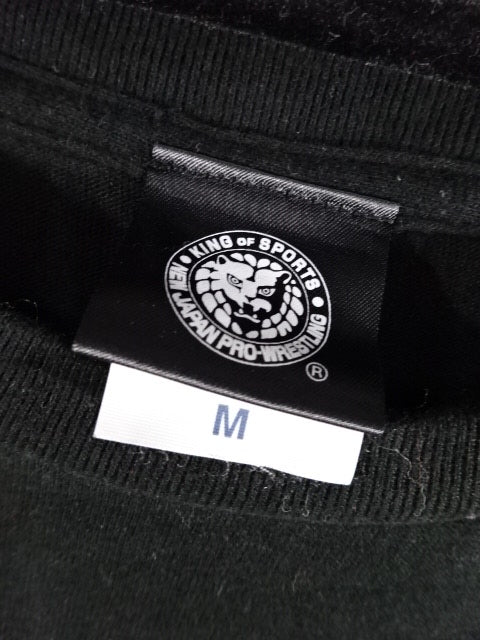 KING OF SPORTS
NEW JAPAN PRO-WRESTLING
®
M